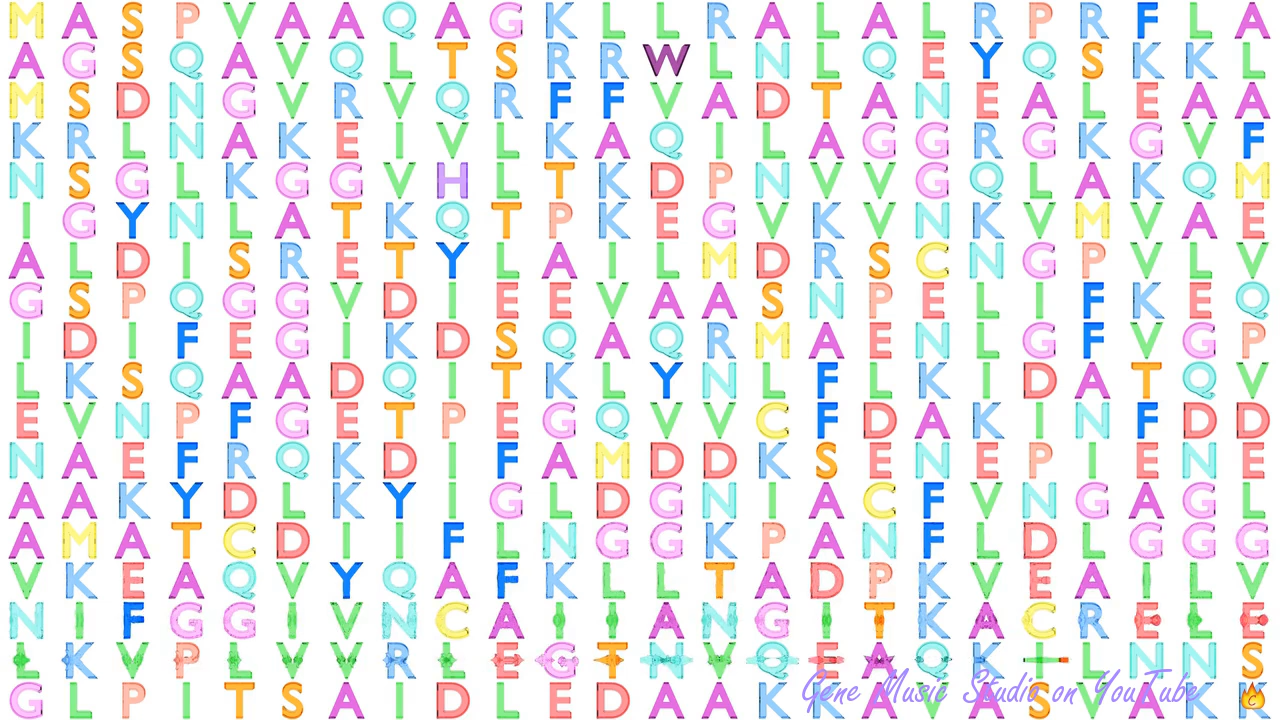 M A S P V A A Q A G K L L R A L A L R P R F L A
A G S Q A V Q L T S R R W L N L Q E Y Q S K K L
M S D N G V R V Q R F F V A D T A N E A L E A A
K R L N A K E I V L K A Q I L A G G R G K G V F
N S G L K G G V H L T K D P N V V G Q L A K Q M
I G Y N L A T K Q T P K E G V K V N K V M V A E
A L D I S R E T Y L A I L M D R S C N G P V L V
G S P Q G G V D I E E V A A S N P E L I F K E Q
I D I F E G I K D S Q A Q R M A E N L G F V G P
L K S Q A A D Q I T K L Y N L F L K I D A T Q V
E V N P F G E T P E G Q V V C F D A K I N F D D
N A E F R Q K D I F A M D D K S E N E P I E N E
A A K Y D L K Y I G L D G N I A C F V N G A G L
A M A T C D I I F L N G G K P A N F L D L G G G
V K E A Q V Y Q A F K L L T A D P K V E A I L V
N I F G G I V N C A I I A N G I T K A C R E L E
L K V P L V V R L E G T N V Q E A Q K I L N N S
G L P I T S A I D L E D A A K K A V A S V A K K
Gene Music Studio on YouTube